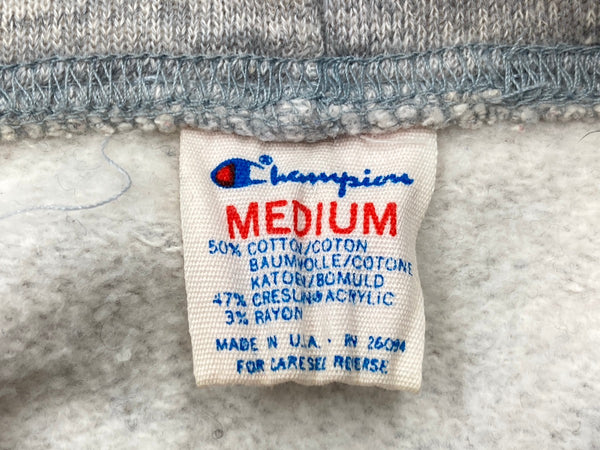 Champion®
MEDIUM
50% COTTON/COTON
BAUMWOLLE/COTONE
KATOEN/BOMULD
47% CRESLAN® ACRYLIC
3% RAYON
MADE IN U.S.A. · RN 26094
FOR CARE SEE REVERSE